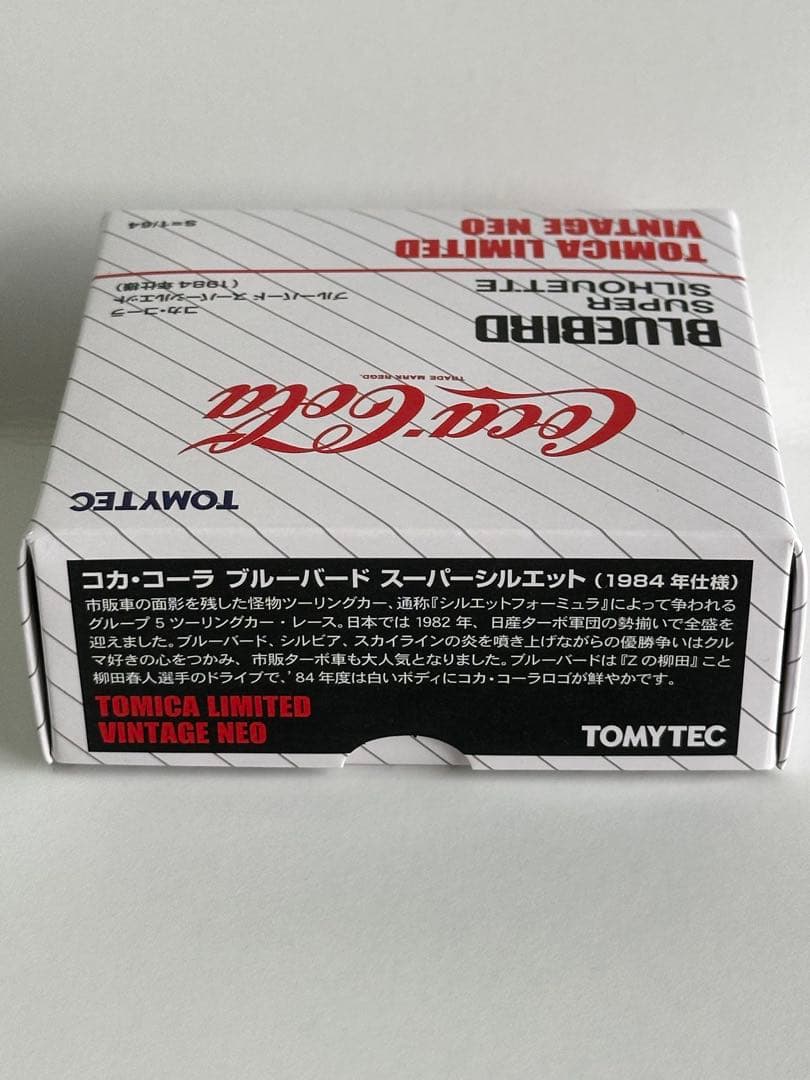 TOMICA LIMITED
VINTAGE NEO
S=1/64
BLUEBIRD
SUPER
SILHOUETTE
コカ・コーラ
ブルーバード スーパーシルエット
(1984年仕様)
Coca-Cola
TRADE MARK REGD.
TOMYTEC
コカ・コーラ ブルーバード スーパーシルエット (1984 年仕様)
市販車の面影を残した怪物ツーリングカー、通称『シルエットフォーミュラ』によって争われる
グループ 5 ツーリングカー・レース。日本では 1982 年、日産ターボ軍団の勢揃いで全盛を
迎えました。ブルーバード、シルビア、スカイラインの炎を噴き上げながらの優勝争いはクル
マ好きの心をつかみ、市販ターボ車も大人気となりました。ブルーバードは『Zの柳田』こと
柳田春人選手のドライブで、'84 年度は白いボディにコカ・コーラロゴが鮮やかです。
TOMICA LIMITED
VINTAGE NEO
TOMYTEC